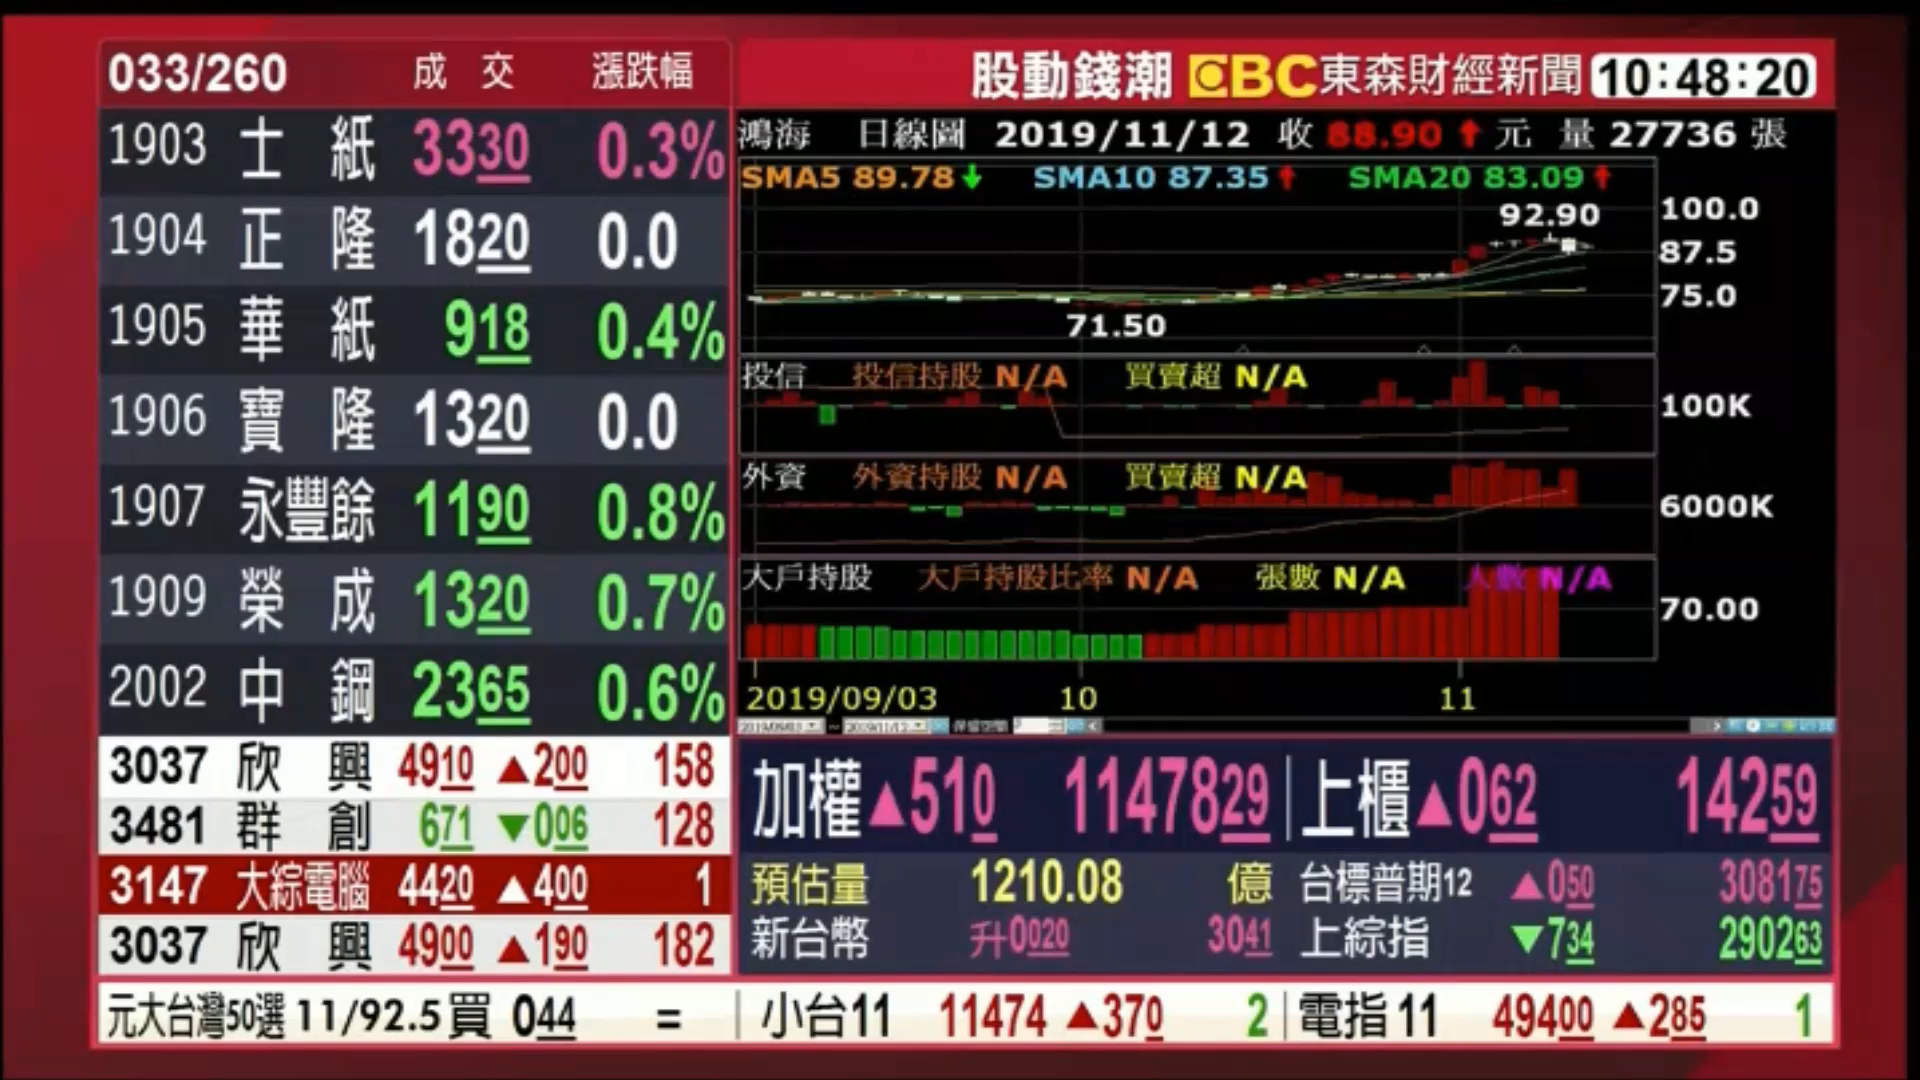 033/260 成交 漲跌幅
1903 士紙 3330 0.3%
1904 正隆 1820 0.0
1905 華紙 918 0.4%
1906 寶隆 1320 0.0
1907 永豐餘 1190 0.8%
1909 榮成 1320 0.7%
2002 中鋼 2365 0.6%
3037 欣興 4910 ▲200 158
3481 群創 671 ▼006 128
3147 大綜電腦 4420 ▲400 1
3037 欣興 4900 ▲190 182
股動錢潮 EBC 東森財經新聞 10:48:20
鴻海 日線圖 2019/11/12 收 88.90 ↑ 元 量 27736 張
SMA5 89.78↓ SMA10 87.35↑ SMA20 83.09↑
92.90
100.0
87.5
75.0
71.50
投信 投信持股 N/A 買賣超 N/A
100K
外資 外資持股 N/A 買賣超 N/A
6000K
大戶持股 大戶持股比率 N/A 張數 N/A 人數 N/A
70.00
2019/09/03 10 11
加權▲510 1147829 上櫃▲062 14259
預估量 1210.08 億 台標普期12 ▲050 308175
新台幣 升0020 3041 上綜指 ▼734 290263
元大台灣50選 11/92.5買 044 = 小台11 11474 ▲370 2 電指11 49400 ▲285 1